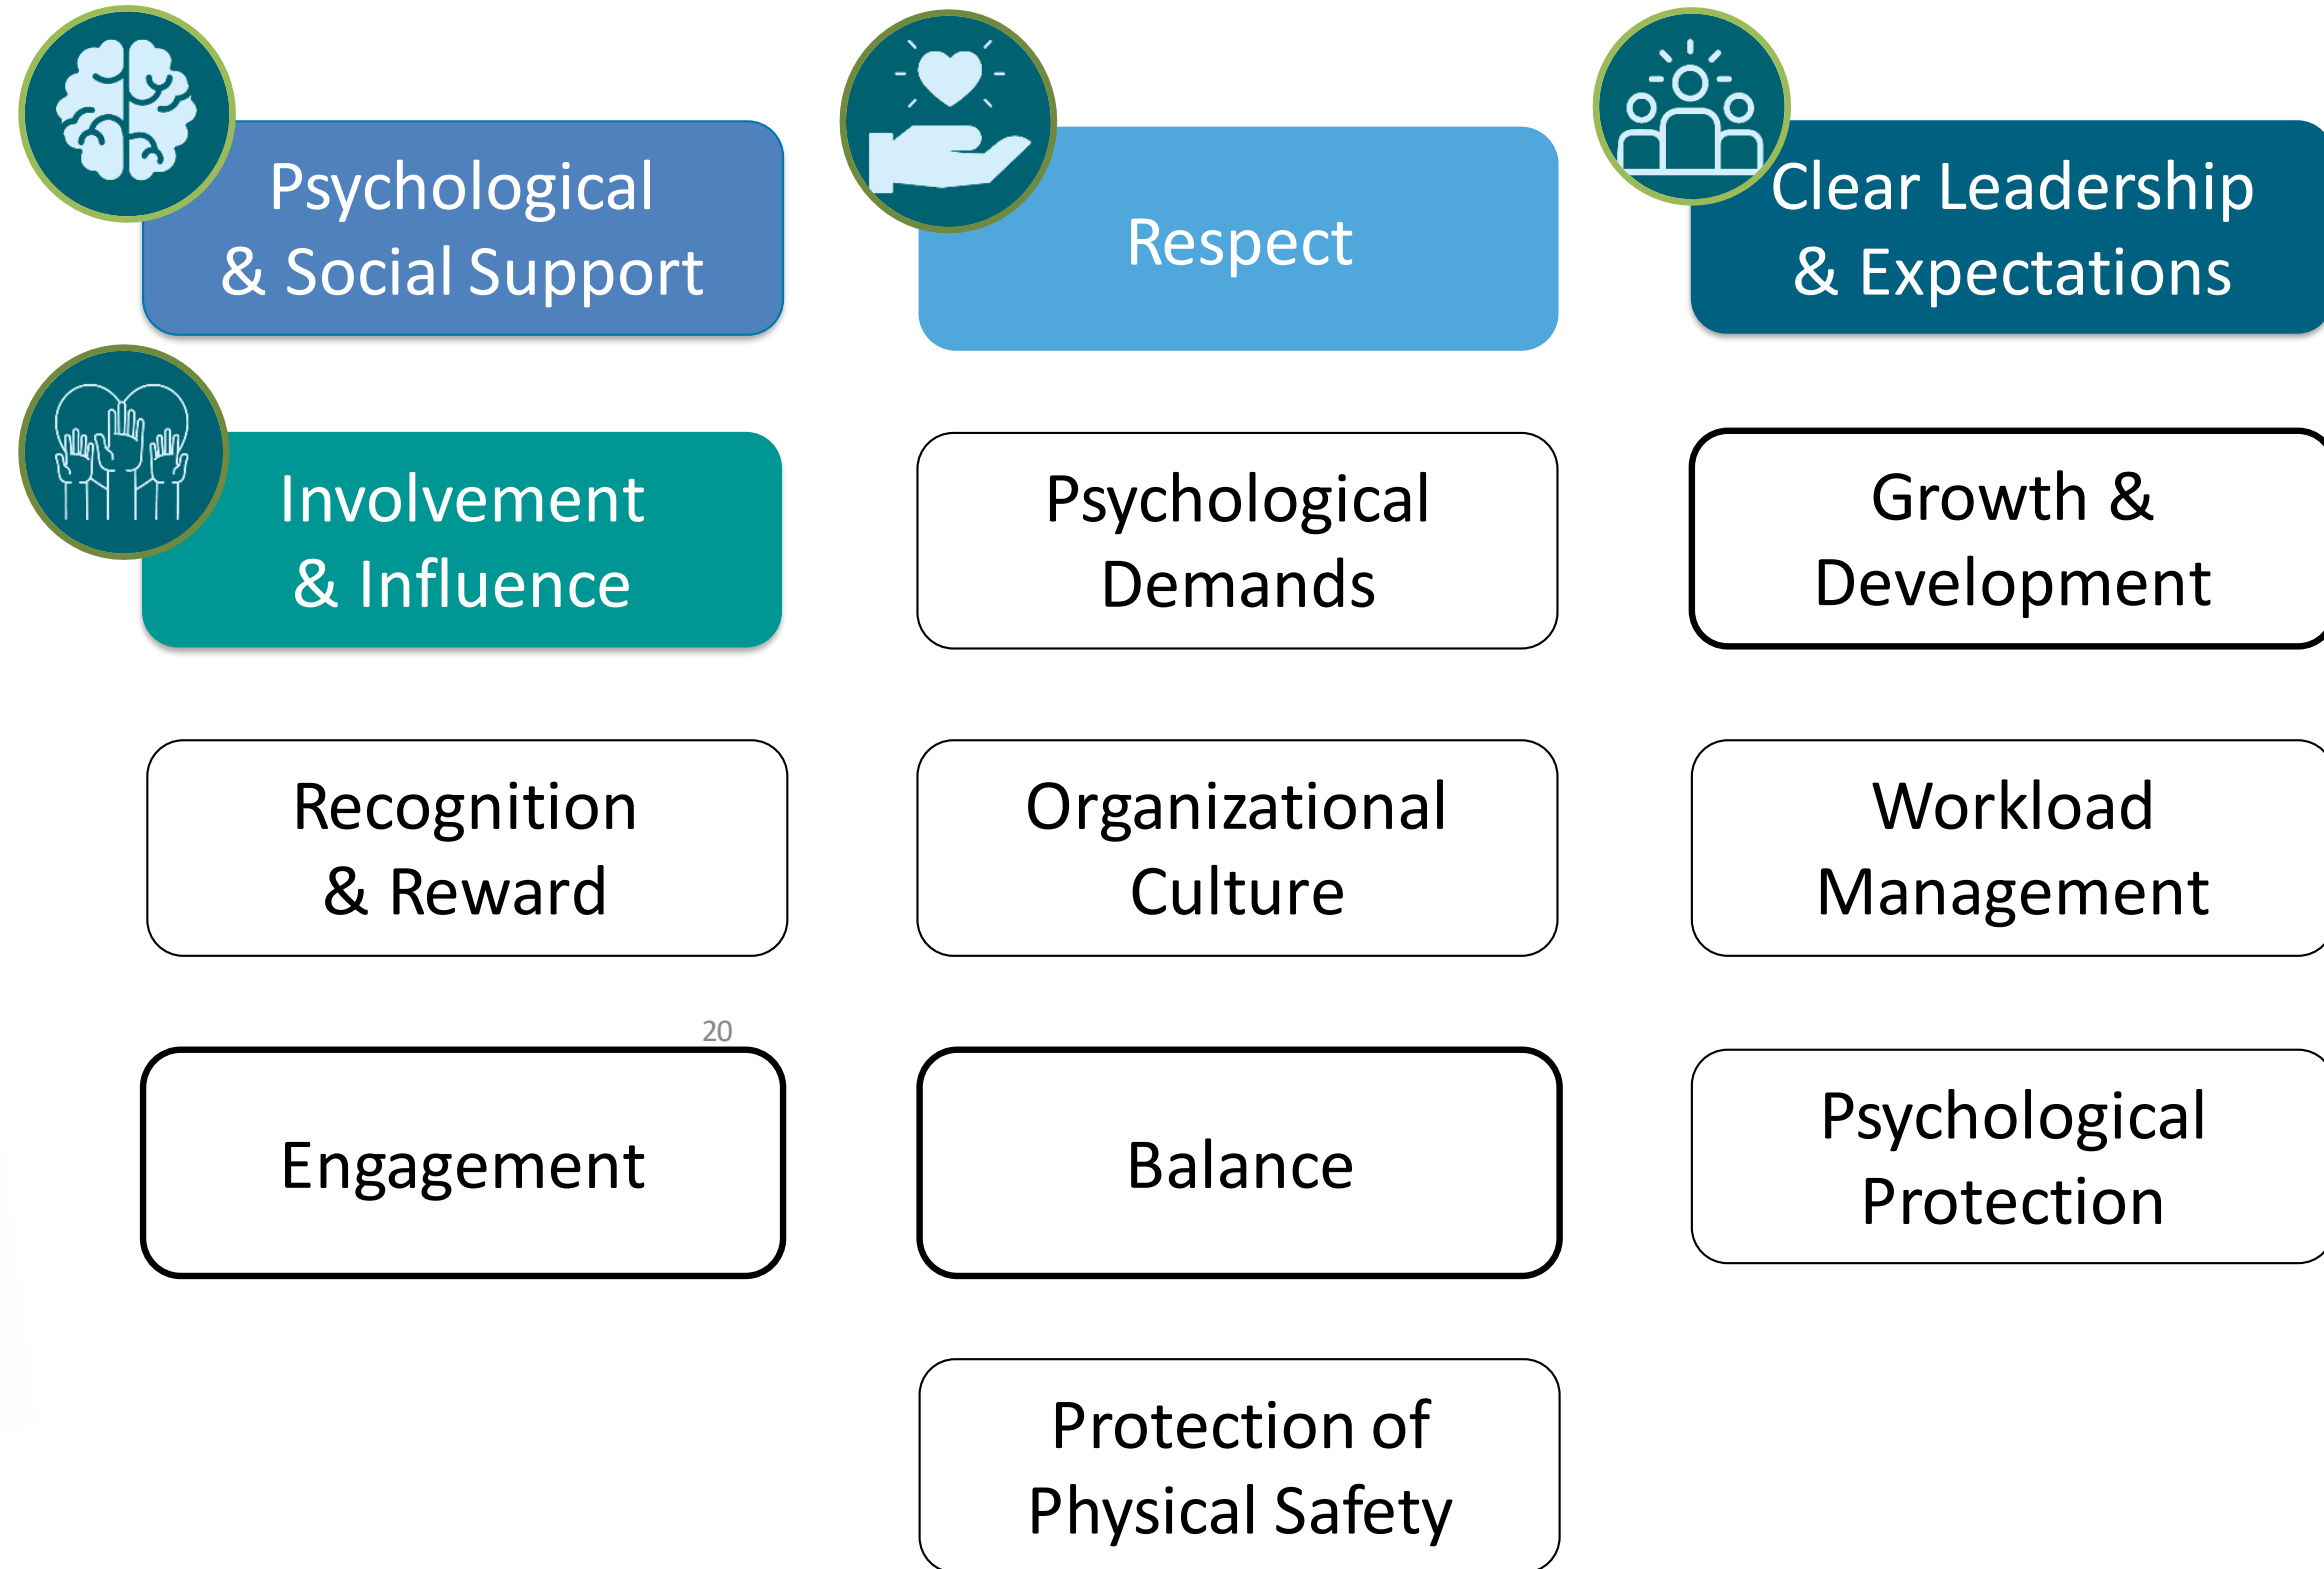 Psychological
& Social Support
Respect
Clear Leadership
& Expectations
Involvement
& Influence
Psychological
Demands
Growth &
Development
Recognition
& Reward
Organizational
Culture
Workload
Management
20
Engagement
Balance
Psychological
Protection
Protection of
Physical Safety